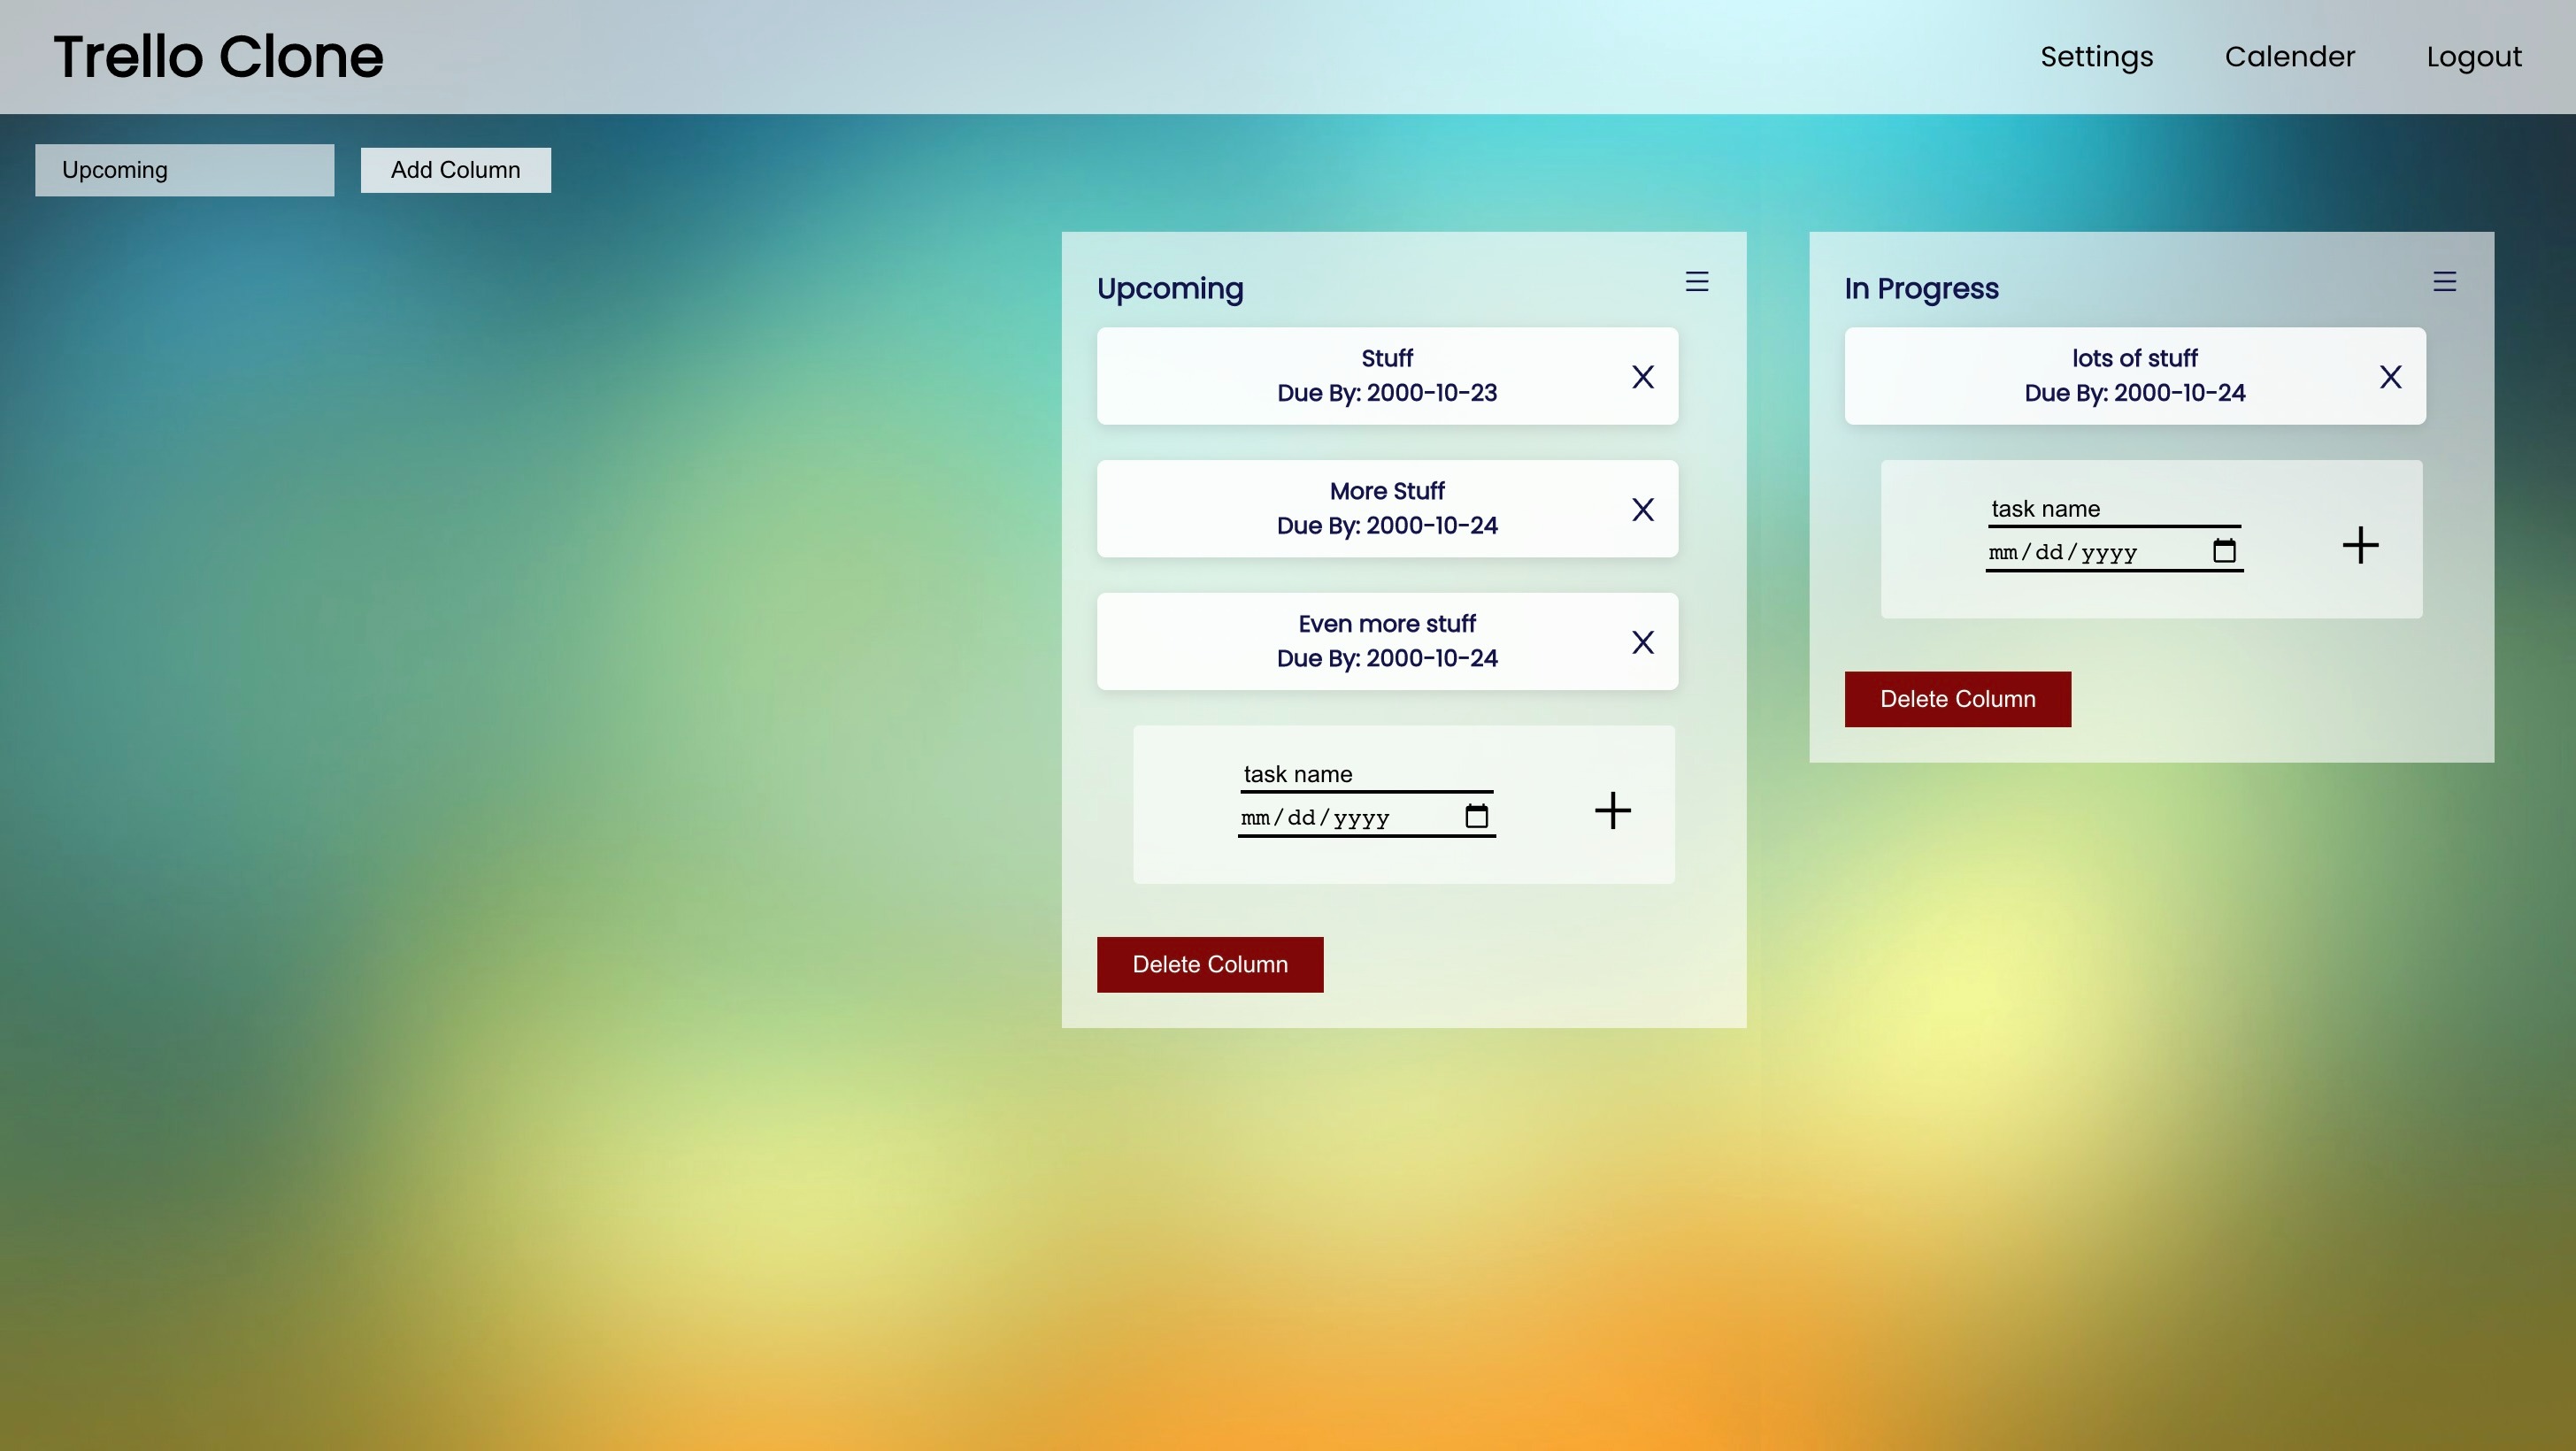 Trello Clone
Settings
Calender
Logout
Upcoming
Add Column
Upcoming
Stuff
Due By: 2000-10-23
X
More Stuff
Due By: 2000-10-24
X
Even more stuff
Due By: 2000-10-24
X
task name
mm/dd/yyyy
+
Delete Column
In Progress
lots of stuff
Due By: 2000-10-24
X
task name
mm/dd/yyyy
+
Delete Column